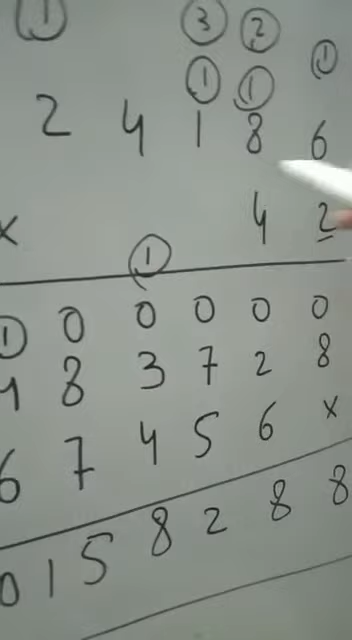 ① ③ ②
① ① ①
2 4 1 8 6
× 4 2
①
① 0 0 0 0 0
4 8 3 7 2 8
6 7 4 5 6 ×
0 1 5 8 2 8 8